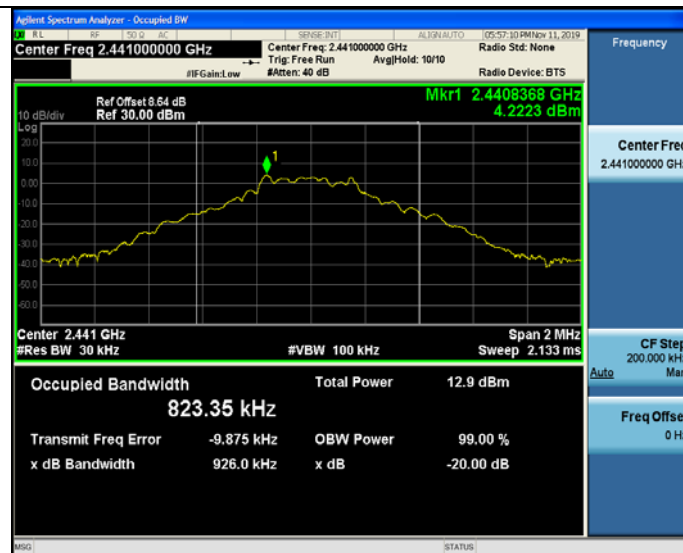 Agilent Spectrum Analyzer - Occupied BW
RL RF 50 Ω AC SENSE:INT ALIGN AUTO 05:57:10 PM Nov 11, 2019
Center Freq 2.441000000 GHz
Center Freq: 2.441000000 GHz
Radio Std: None
Frequency
Trig: Free Run Avg|Hold: 10/10
#IFGain:Low
#Atten: 40 dB
Radio Device: BTS
Ref Offset 8.64 dB
Mkr1 2.4408368 GHz
10 dB/div Ref 30.00 dBm
4.2223 dBm
Log
20.0
1
Center Freq
2.441000000 GHz
0.00
-10.0
-20.0
-30.0
-40.0
-50.0
-60.0
Center 2.441 GHz
Span 2 MHz
#Res BW 30 kHz
#VBW 100 kHz
Sweep 2.133 ms
CF Step
200.000 kHz
Auto Man
Occupied Bandwidth
Total Power 12.9 dBm
823.35 kHz
Freq Offset
0 Hz
Transmit Freq Error -9.875 kHz OBW Power 99.00 %
x dB Bandwidth 926.0 kHz x dB -20.00 dB
MSG STATUS